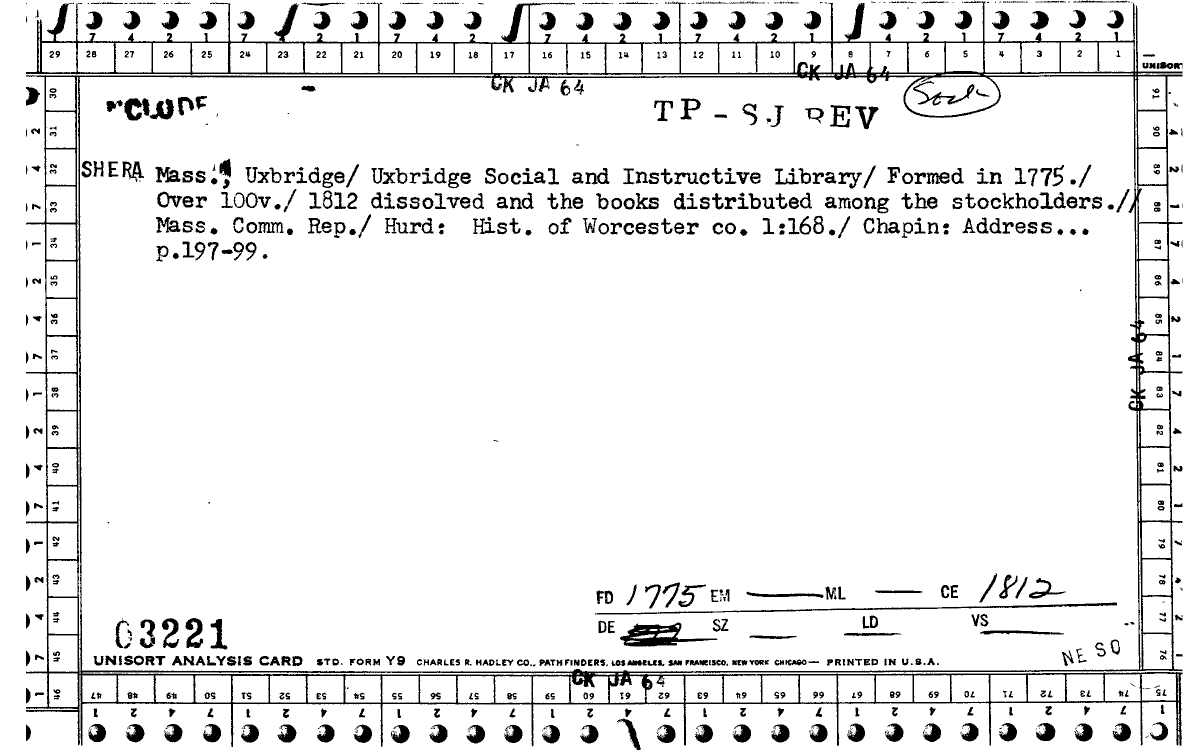 7 4 2 1 7 4 2 1 7 4 2 1 7 4 2 1 7 4 2 1 7 4 2 1 7 4 2 1
29 28 27 26 25 24 23 22 21 20 19 18 17 16 15 14 13 12 11 10 9 8 7 6 5 4 3 2 1
UNISORT
CK JA 64
CK JA 64
TP - SJ REV
SHERA Mass., Uxbridge/ Uxbridge Social and Instructive Library/ Formed in 1775./
Over 100v./ 1812 dissolved and the books distributed among the stockholders.//
Mass. Comm. Rep./ Hurd: Hist. of Worcester co. 1:168./ Chapin: Address...
p.197-99.
CK JA 64
FD 1775 EM — ML — CE 1812
DE SZ — LD — VS —
03221
NE SO
UNISORT ANALYSIS CARD STD. FORM Y9 CHARLES R. HADLEY CO., PATHFINDERS, LOS ANGELES, SAN FRANCISCO, NEW YORK CHICAGO — PRINTED IN U.S.A.
CK JA 64
47 48 49 50 51 52 53 54 55 56 57 58 59 60 61 62 63 64 65 66 67 68 69 70 71 72 73 74 75
1 2 4 7 1 2 4 7 1 2 4 7 1 2 4 7 1 2 4 7 1 2 4 7 1 2 4 7 1
30 31 32 33 34 35 36 37 38 39 40 41 42 43 44 45 46
91 90 89 88 87 86 85 84 83 82 81 80 79 78 77 76